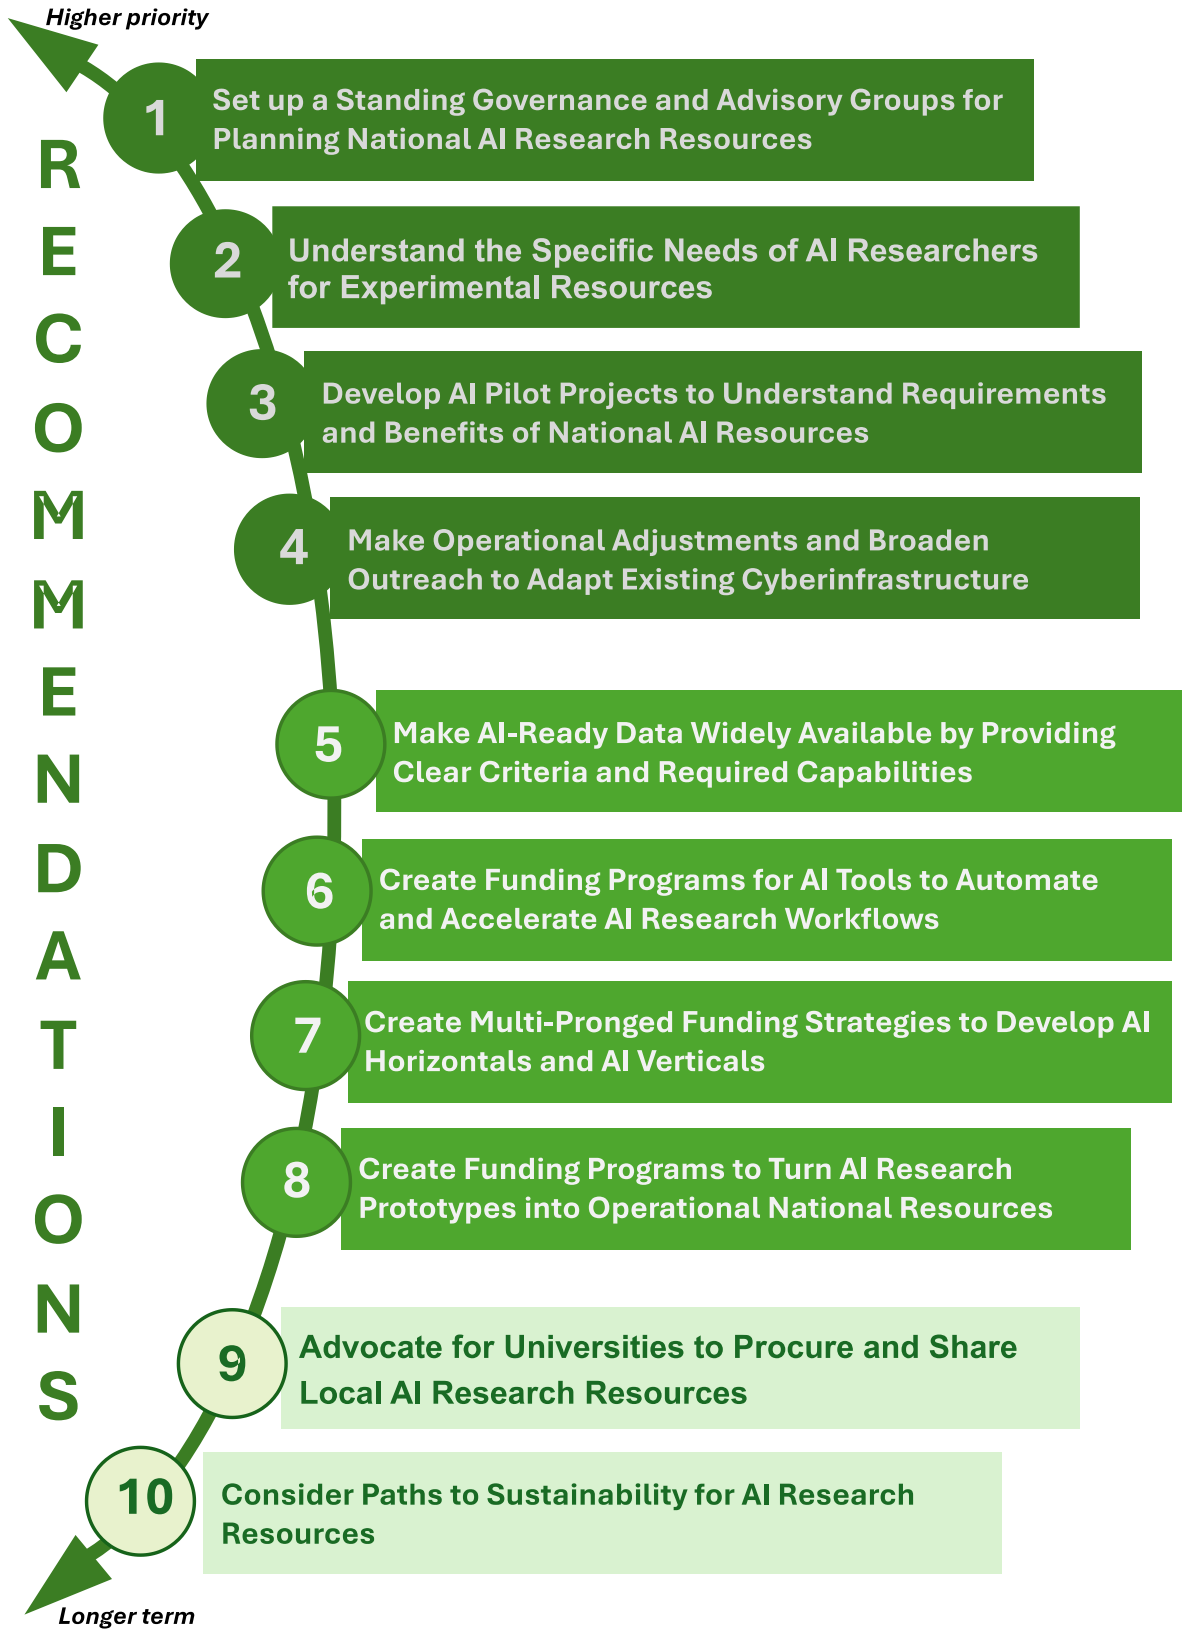 Higher priority
RECOMMENDATIONS
1
Set up a Standing Governance and Advisory Groups for
Planning National AI Research Resources
2
Understand the Specific Needs of AI Researchers
for Experimental Resources
3
Develop AI Pilot Projects to Understand Requirements
and Benefits of National AI Resources
4
Make Operational Adjustments and Broaden
Outreach to Adapt Existing Cyberinfrastructure
5
Make AI-Ready Data Widely Available by Providing
Clear Criteria and Required Capabilities
6
Create Funding Programs for AI Tools to Automate
and Accelerate AI Research Workflows
7
Create Multi-Pronged Funding Strategies to Develop AI
Horizontals and AI Verticals
8
Create Funding Programs to Turn AI Research
Prototypes into Operational National Resources
9
Advocate for Universities to Procure and Share
Local AI Research Resources
10
Consider Paths to Sustainability for AI Research
Resources
Longer term